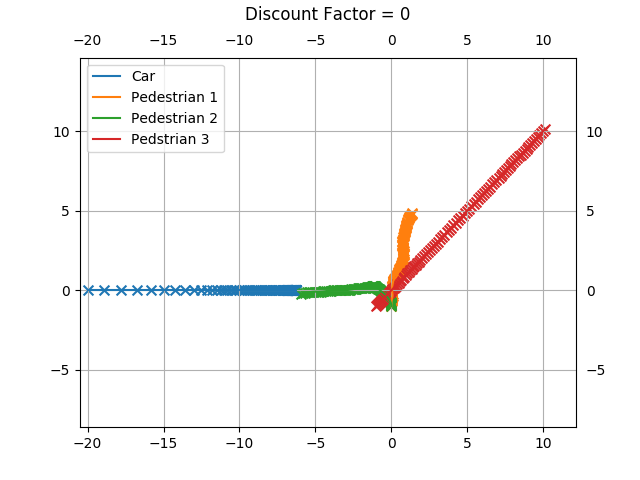 Discount Factor = 0
−20 −15 −10 −5 0 5 10
Car
Pedestrian 1
Pedestrian 2
Pedstrian 3
10 10
5 5
0 0
−5 −5
−20 −15 −10 −5 0 5 10